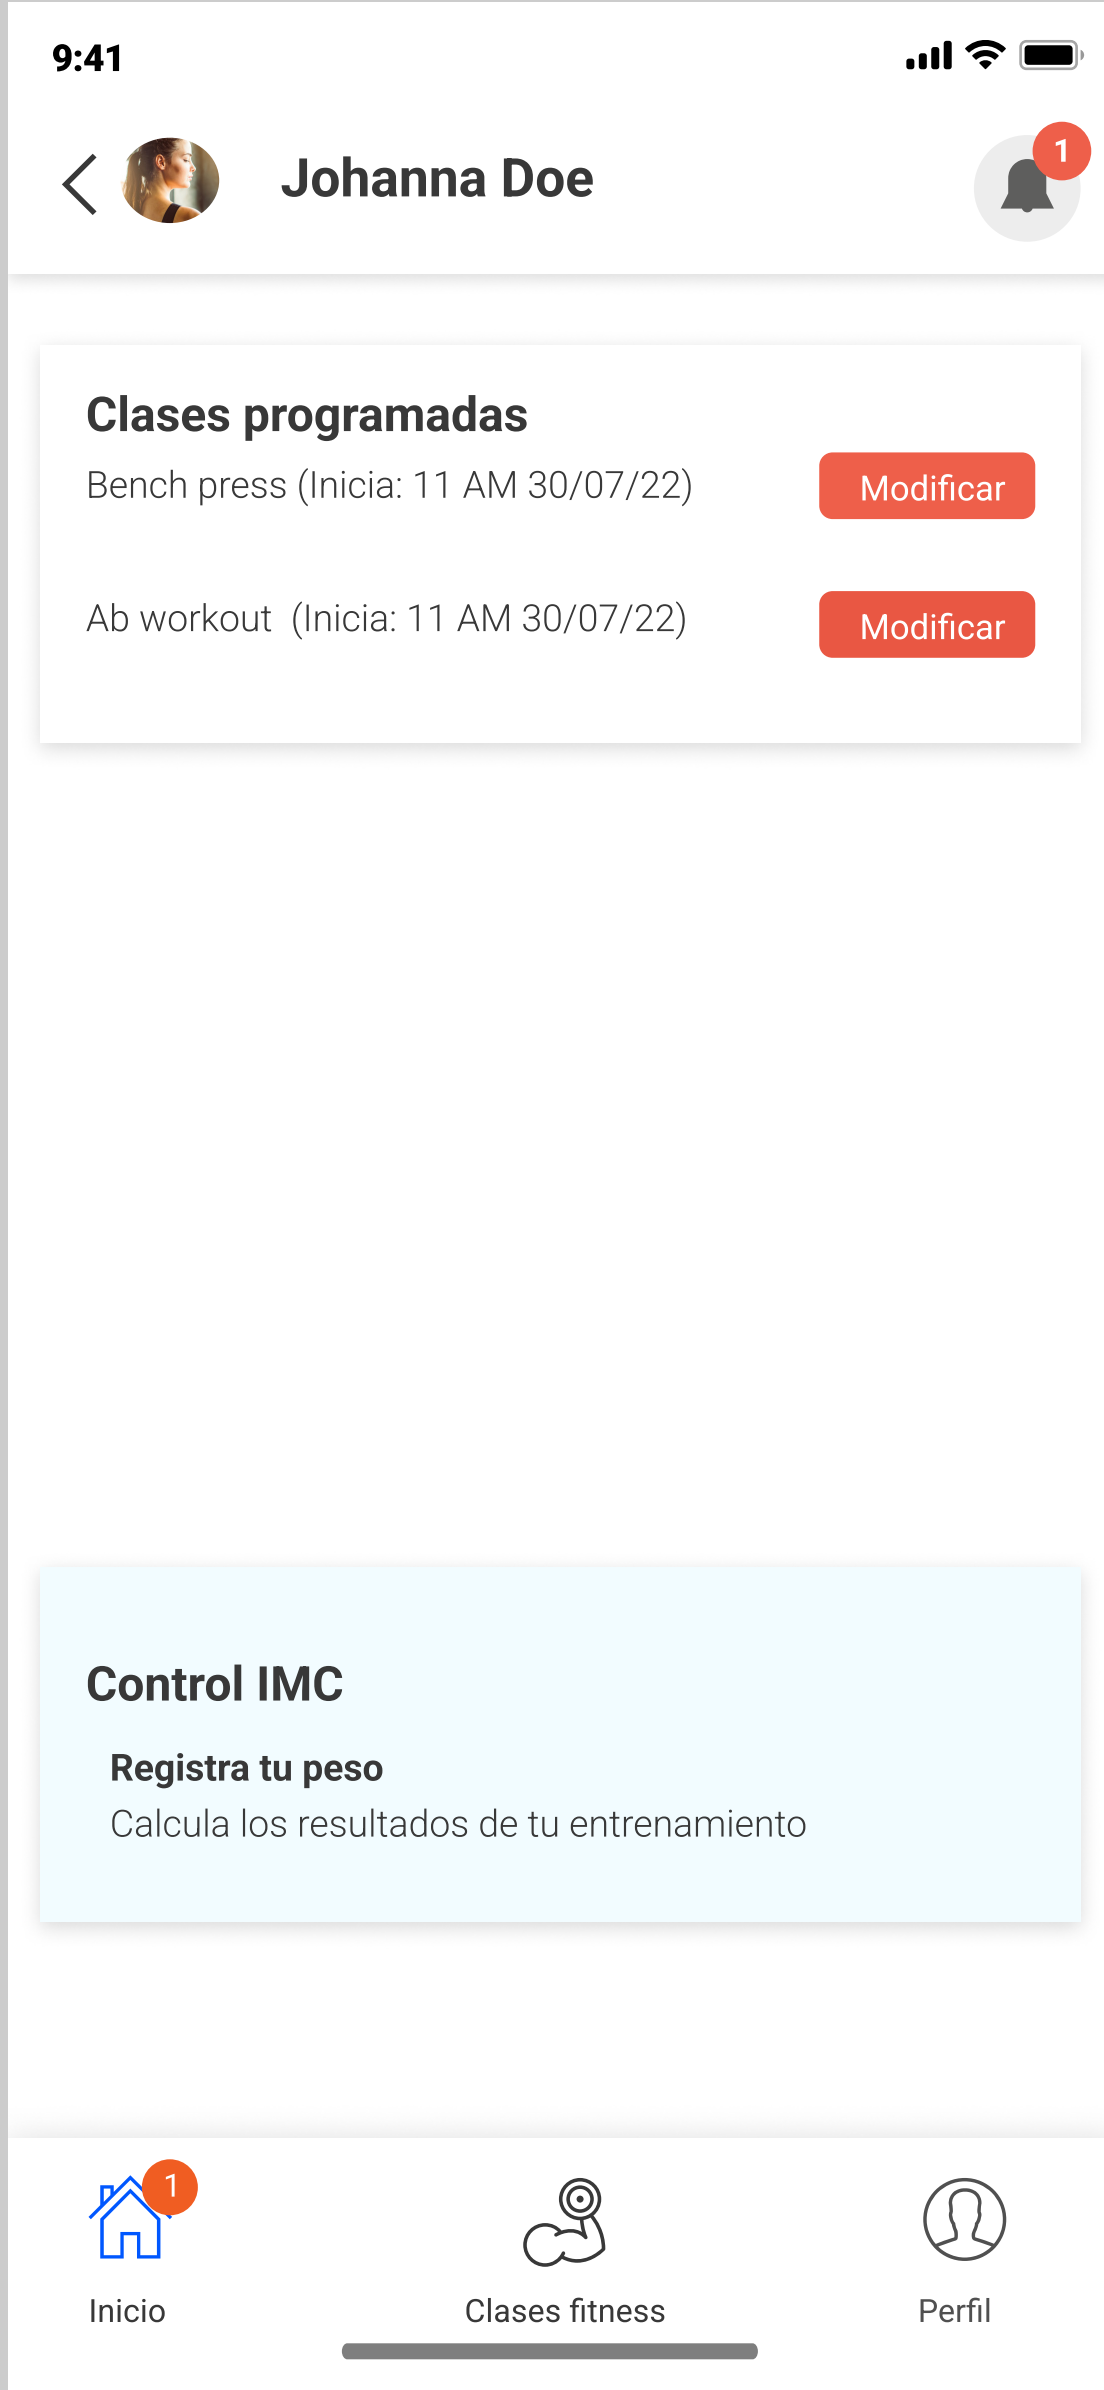 9:41
Johanna Doe
1
Clases programadas
Bench press (Inicia: 11 AM 30/07/22)
Modificar
Ab workout  (Inicia: 11 AM 30/07/22)
Modificar
Control IMC
Registra tu peso
Calcula los resultados de tu entrenamiento
1
Inicio
Clases fitness
Perfil